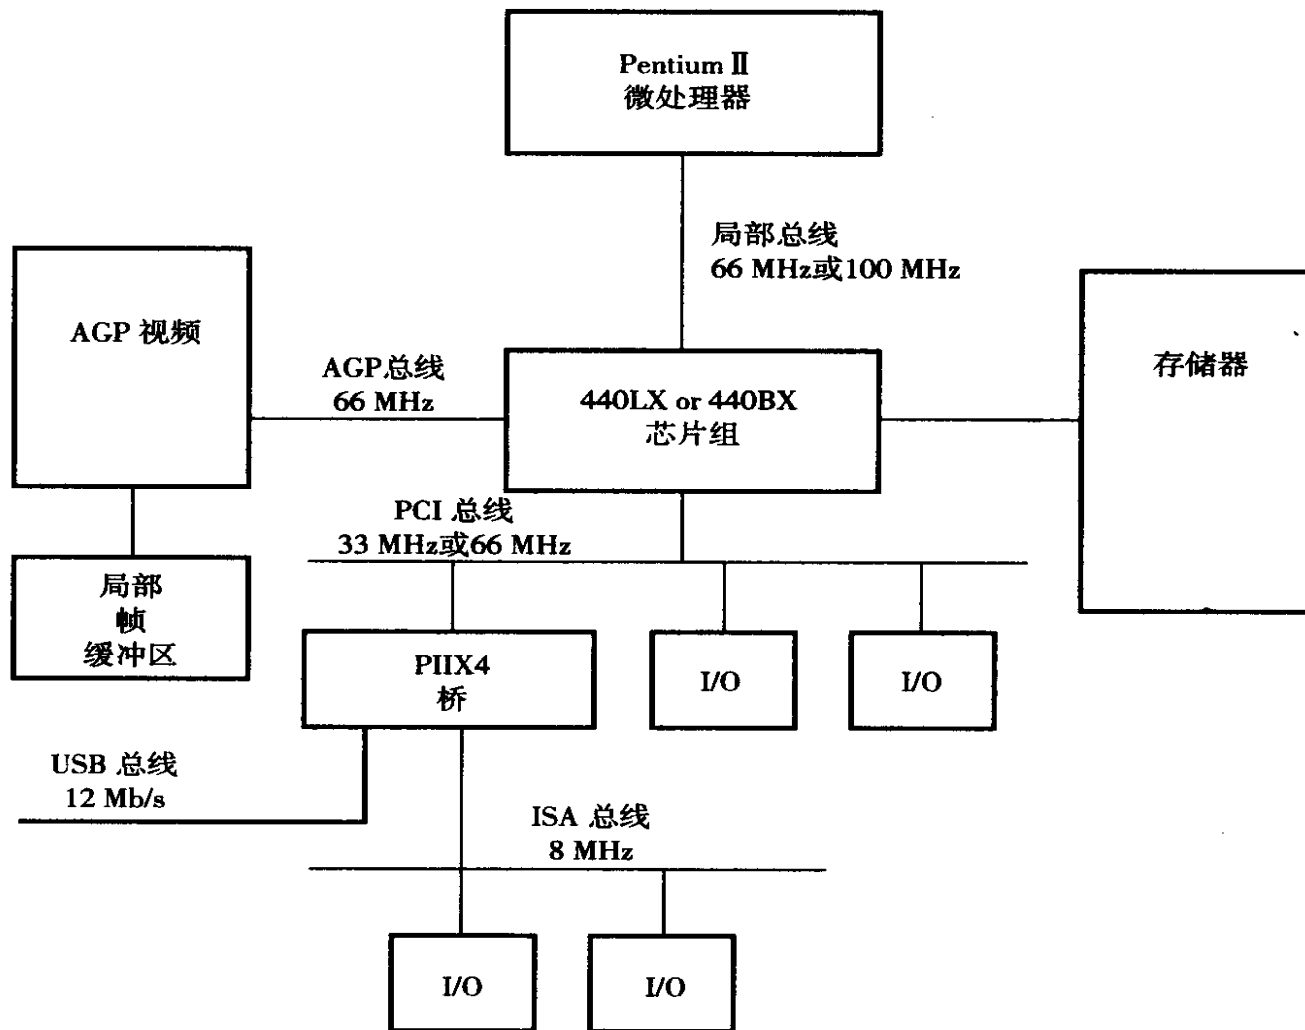 Pentium Ⅱ
微处理器
局部总线
66 MHz或100 MHz
AGP 视频
AGP总线
66 MHz
440LX or 440BX
芯片组
存储器
PCI 总线
33 MHz或66 MHz
局部
帧
缓冲区
PIIX4
桥
I/O
I/O
USB 总线
12 Mb/s
ISA 总线
8 MHz
I/O
I/O